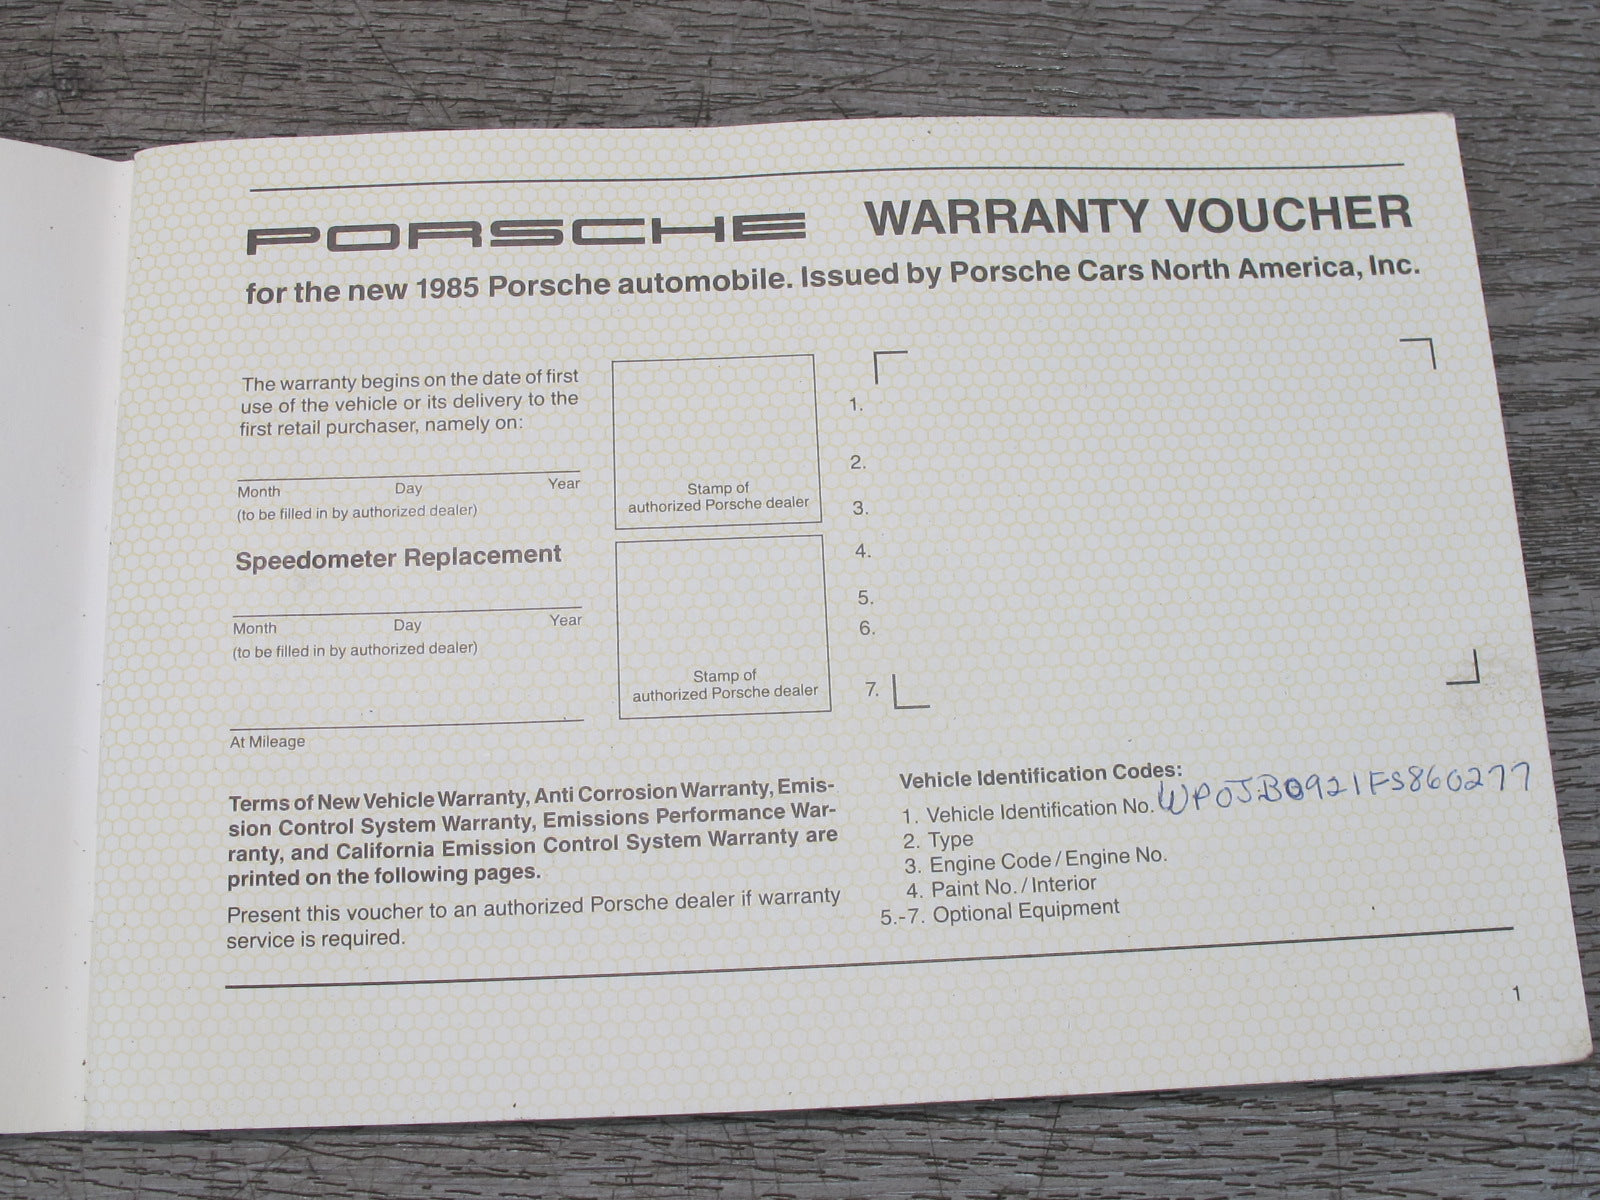 PORSCHE WARRANTY VOUCHER
for the new 1985 Porsche automobile. Issued by Porsche Cars North America, Inc.
The warranty begins on the date of first
use of the vehicle or its delivery to the
first retail purchaser, namely on:
Month Day Year
(to be filled in by authorized dealer)
Stamp of
authorized Porsche dealer
Speedometer Replacement
Month Day Year
(to be filled in by authorized dealer)
At Mileage
Stamp of
authorized Porsche dealer
1.
2.
3.
4.
5.
6.
7.
Terms of New Vehicle Warranty, Anti Corrosion Warranty, Emis-
sion Control System Warranty, Emissions Performance War-
ranty, and California Emission Control System Warranty are
printed on the following pages.
Present this voucher to an authorized Porsche dealer if warranty
service is required.
Vehicle Identification Codes:
1. Vehicle Identification No. WP0JB0921FS860277
2. Type
3. Engine Code / Engine No.
4. Paint No. / Interior
5.-7. Optional Equipment
1